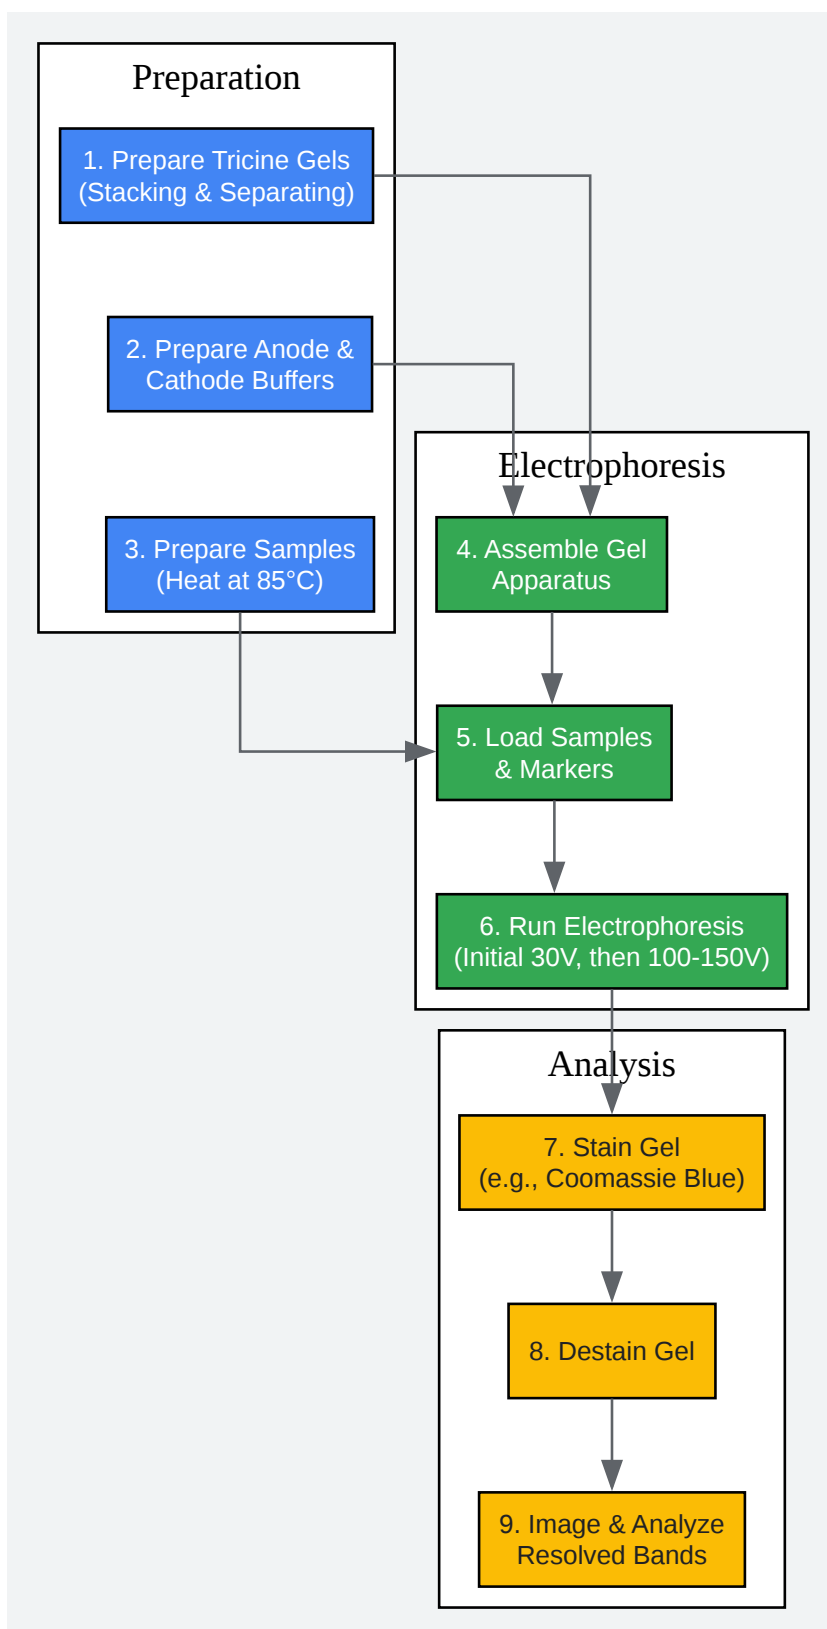 Preparation
1. Prepare Tricine Gels
(Stacking & Separating)
2. Prepare Anode &
Cathode Buffers
3. Prepare Samples
(Heat at 85°C)
Electrophoresis
4. Assemble Gel
Apparatus
5. Load Samples
& Markers
6. Run Electrophoresis
(Initial 30V, then 100-150V)
Analysis
7. Stain Gel
(e.g., Coomassie Blue)
8. Destain Gel
9. Image & Analyze
Resolved Bands